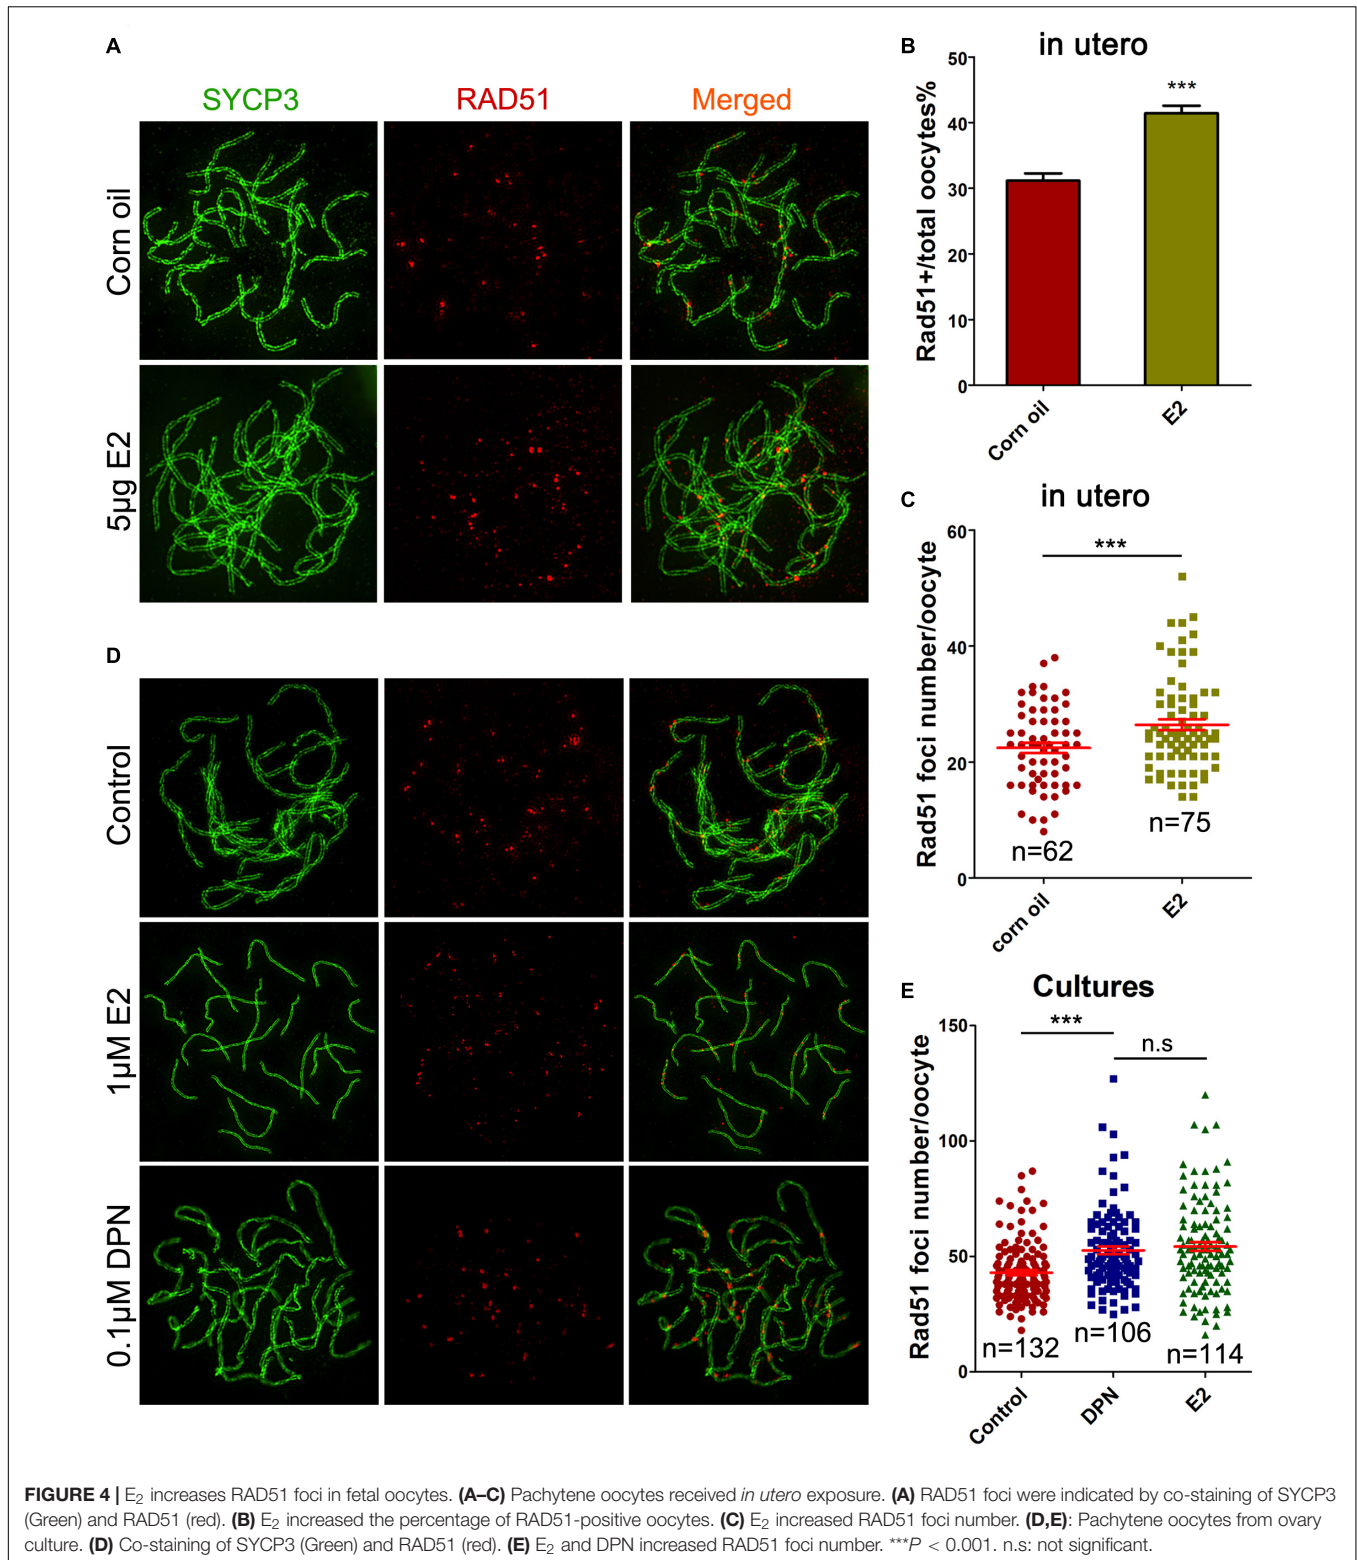 A
SYCP3 RAD51 Merged
Corn oil
5µg E2
B
in utero
Rad51+/total oocytes%
50
40
30
20
10
0
***
Corn oil
E2
C
in utero
Rad51 foci number/oocyte
60
40
20
0
***
n=62
n=75
corn oil
E2
D
Control
1µM E2
0.1µM DPN
E
Cultures
Rad51 foci number/oocyte
150
100
50
0
***
n.s
n=132
n=106
n=114
Control
DPN
E2
FIGURE 4 | E2 increases RAD51 foci in fetal oocytes. (A–C) Pachytene oocytes received in utero exposure. (A) RAD51 foci were indicated by co-staining of SYCP3
(Green) and RAD51 (red). (B) E2 increased the percentage of RAD51-positive oocytes. (C) E2 increased RAD51 foci number. (D,E): Pachytene oocytes from ovary
culture. (D) Co-staining of SYCP3 (Green) and RAD51 (red). (E) E2 and DPN increased RAD51 foci number. ***P < 0.001. n.s: not significant.